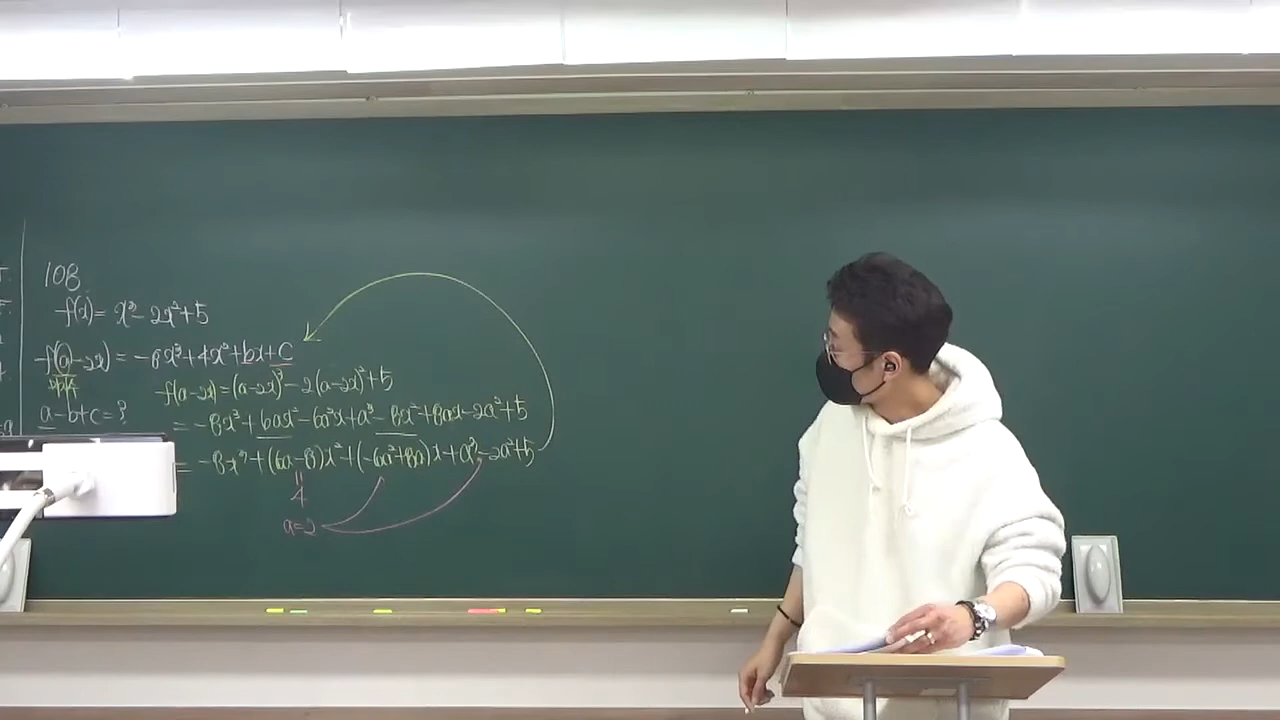 108.
f(x) = x³ - 2x² + 5
f(a - 2x) = -8x³ + 4x² + bx + c
f(a-2x) = (a-2x)³ - 2(a-2x)² + 5
a - b + c = ?
= -8x³ + 6ax² - 6a²x + a³ - 8x² + 8ax - 2a² + 5
= -8x³ + (6a-8)x² + (-6a²+8a)x + a³ - 2a² + 5
4
a = 2